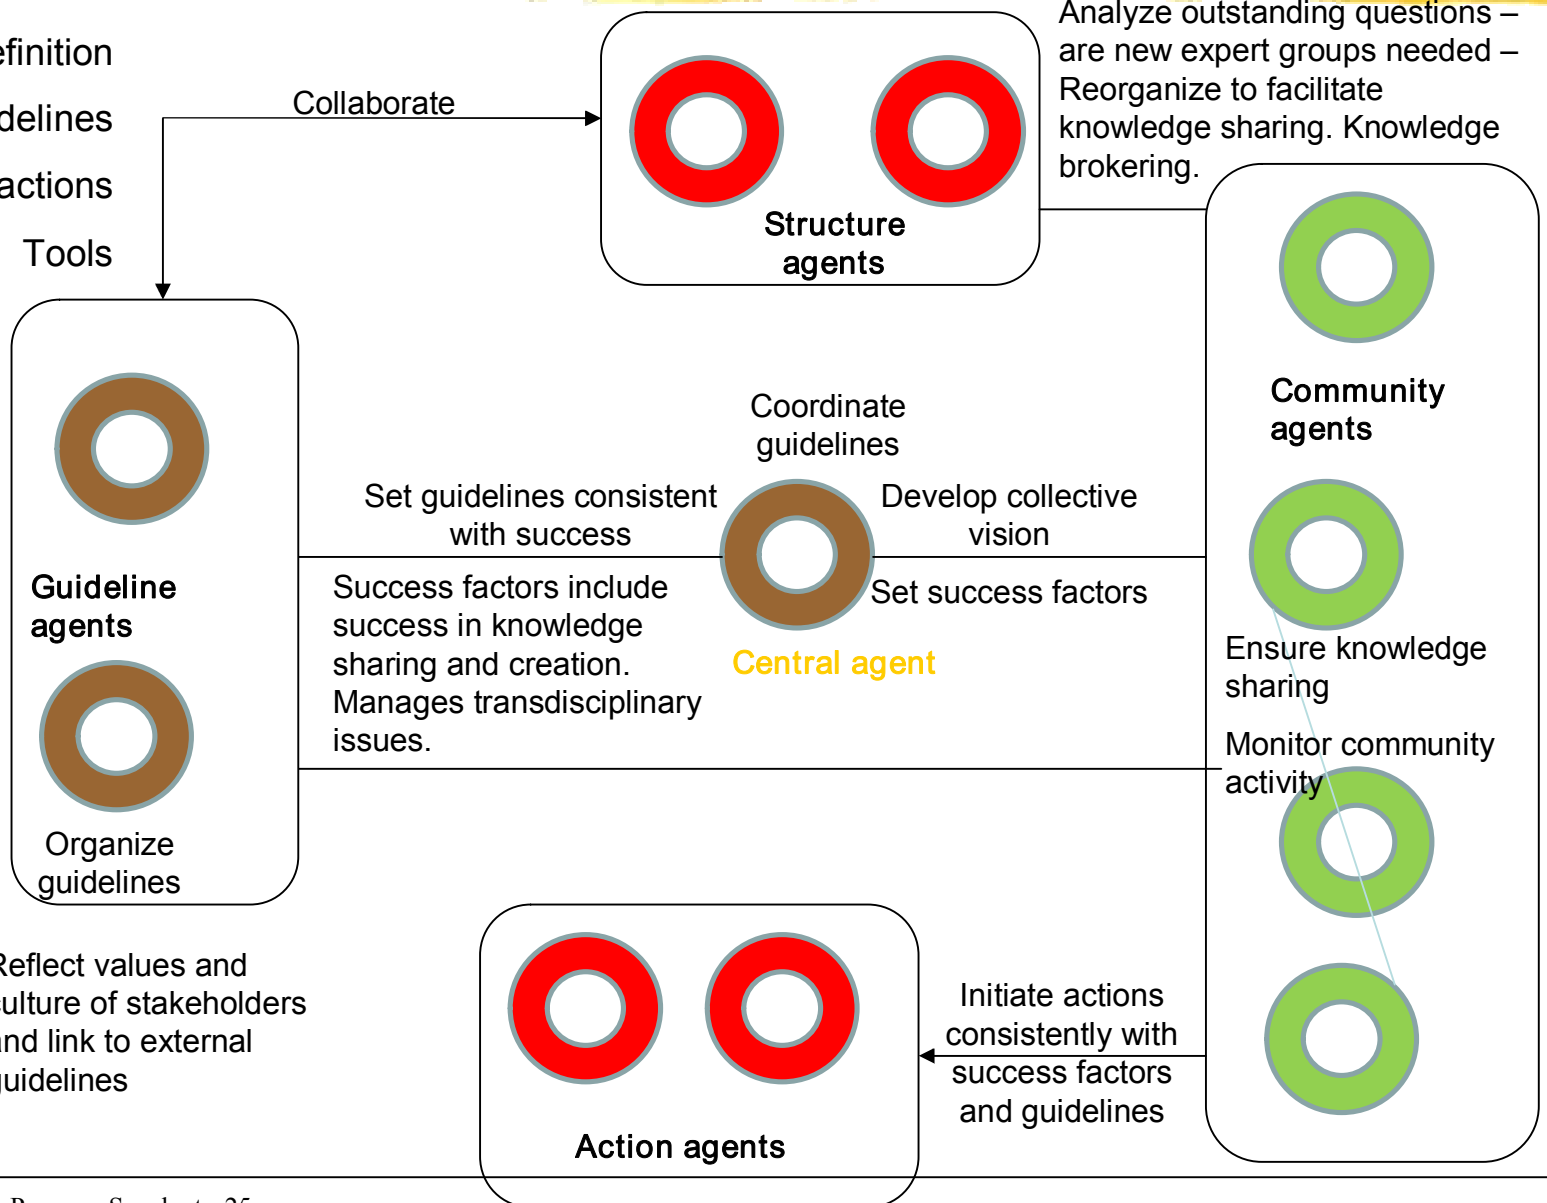 Analyze outstanding questions –
are new expert groups needed –
Reorganize to facilitate
knowledge sharing. Knowledge
brokering.
efinition
delines
actions
Tools
Collaborate
Structure
agents
Community
agents
Coordinate
guidelines
Set guidelines consistent
with success
Develop collective
vision
Guideline
agents
Success factors include
success in knowledge
sharing and creation.
Manages transdisciplinary
issues.
Set success factors
Central agent
Ensure knowledge
sharing
Monitor community
activity
Organize
guidelines
Reflect values and
culture of stakeholders
and link to external
guidelines
Initiate actions
consistently with
success factors
and guidelines
Action agents